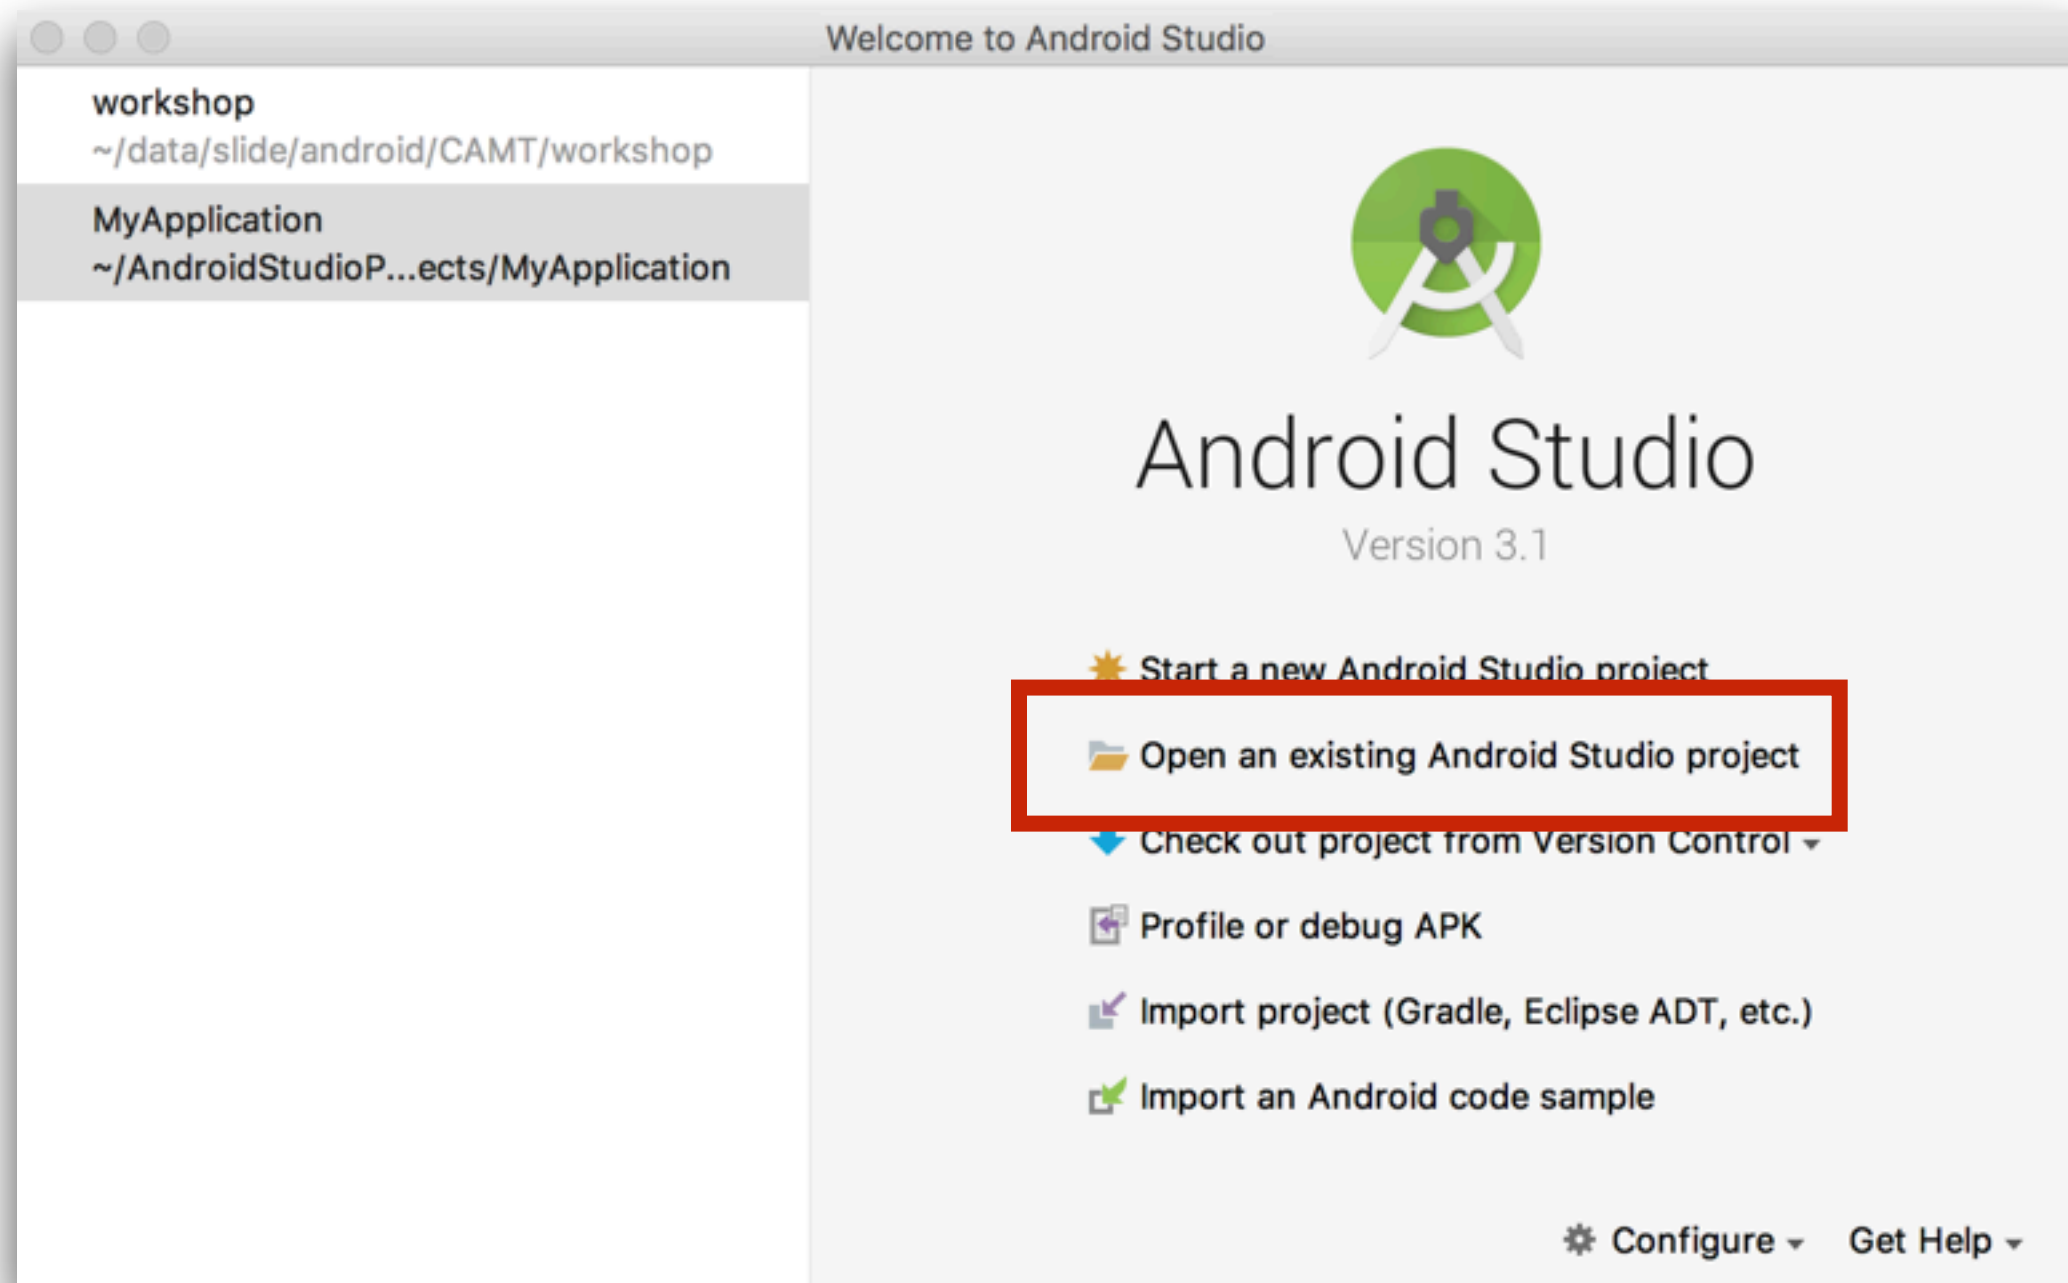 Welcome to Android Studio
workshop
~/data/slide/android/CAMT/workshop
MyApplication
~/AndroidStudioP...ects/MyApplication
Android Studio
Version 3.1
Start a new Android Studio project
Open an existing Android Studio project
Check out project from Version Control
Profile or debug APK
Import project (Gradle, Eclipse ADT, etc.)
Import an Android code sample
Configure
Get Help